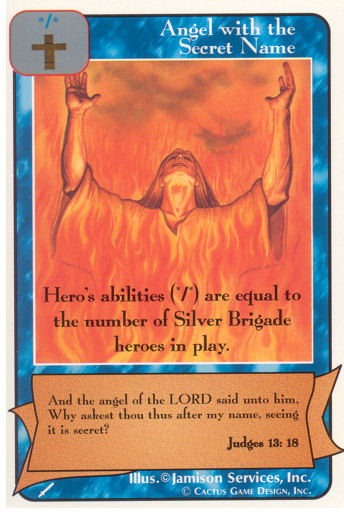 */*
Angel with the
Secret Name
Hero's abilities (*/*) are equal to
the number of Silver Brigade
heroes in play.
And the angel of the LORD said unto him,
Why askest thou thus after my name, seeing
it is secret?
Judges 13: 18
Illus.©Jamison Services, Inc.
© Cactus Game Design, Inc.